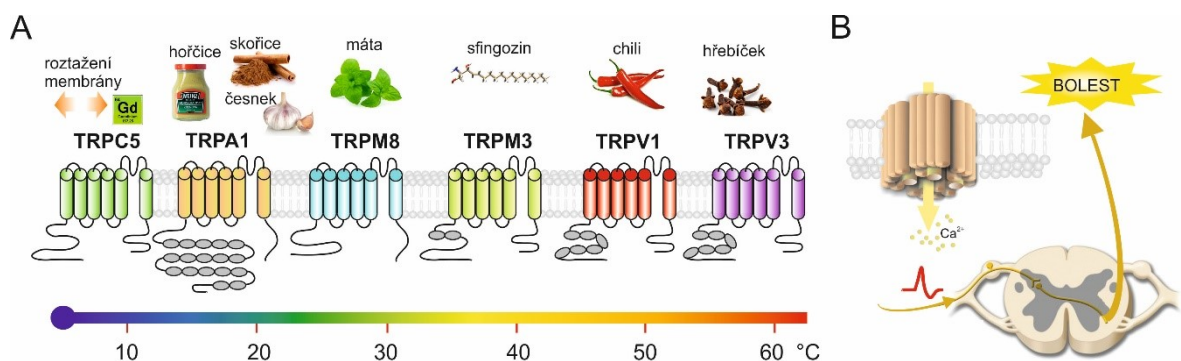 A
roztažení
membrány
Gd
hořčice
skořice
česnek
máta
sfingozin
chili
hřebíček
TRPC5
TRPA1
TRPM8
TRPM3
TRPV1
TRPV3
10
20
30
40
50
60 °C
B
BOLEST
Ca²⁺